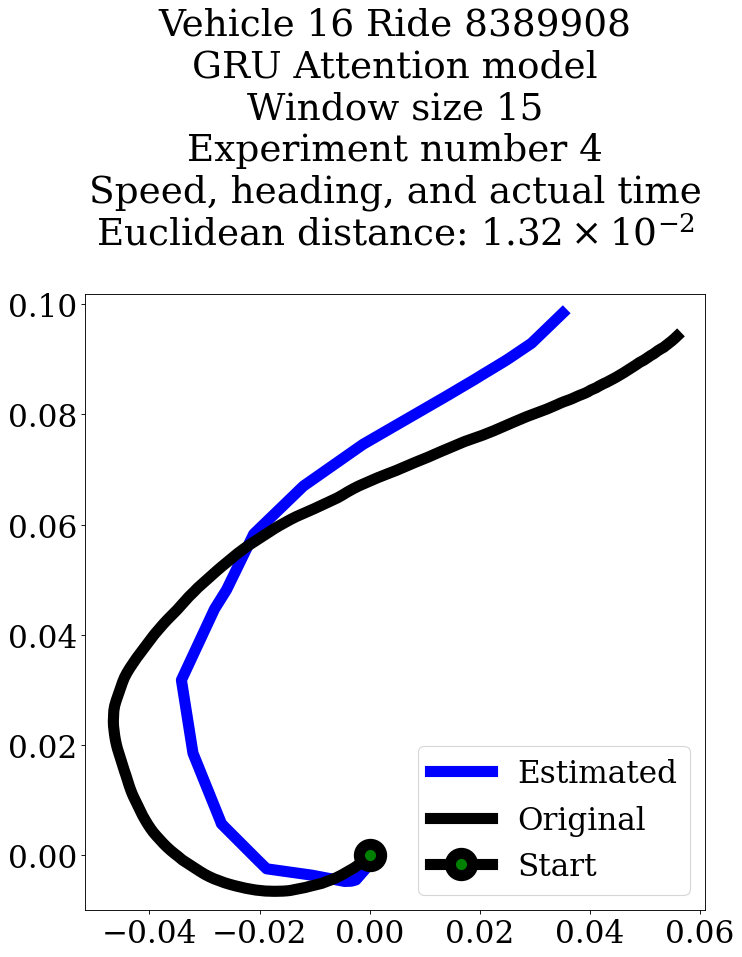 Vehicle 16 Ride 8389908
GRU Attention model
Window size 15
Experiment number 4
Speed, heading, and actual time
Euclidean distance: 1.32 × 10⁻²
0.10
0.08
0.06
0.04
0.02
0.00
Estimated
Original
Start
−0.04 −0.02 0.00 0.02 0.04 0.06